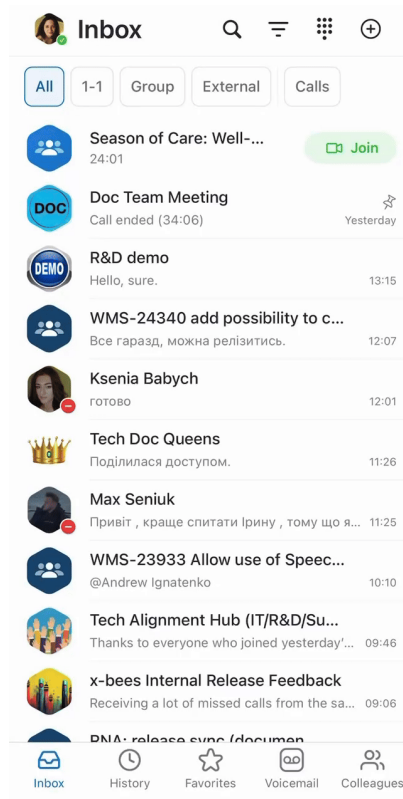 Inbox
All
1-1
Group
External
Calls
Season of Care: Well-...
24:01
Join
DOC
Doc Team Meeting
Call ended (34:06)
Yesterday
DEMO
R&D demo
Hello, sure.
13:15
WMS-24340 add possibility to c...
Все гаразд, можна релізитись.
12:07
Ksenia Babych
готово
12:01
Tech Doc Queens
Поділилася доступом.
11:26
Max Seniuk
Привіт , краще спитати Ірину , тому що я...
11:25
WMS-23933 Allow use of Speec...
@Andrew Ignatenko
10:10
Tech Alignment Hub (IT/R&D/Su...
Thanks to everyone who joined yesterday’...
09:46
x-bees Internal Release Feedback
Receiving a lot of missed calls from the sa...
09:06
RNA: release sync (documen
Inbox
History
Favorites
Voicemail
Colleagues